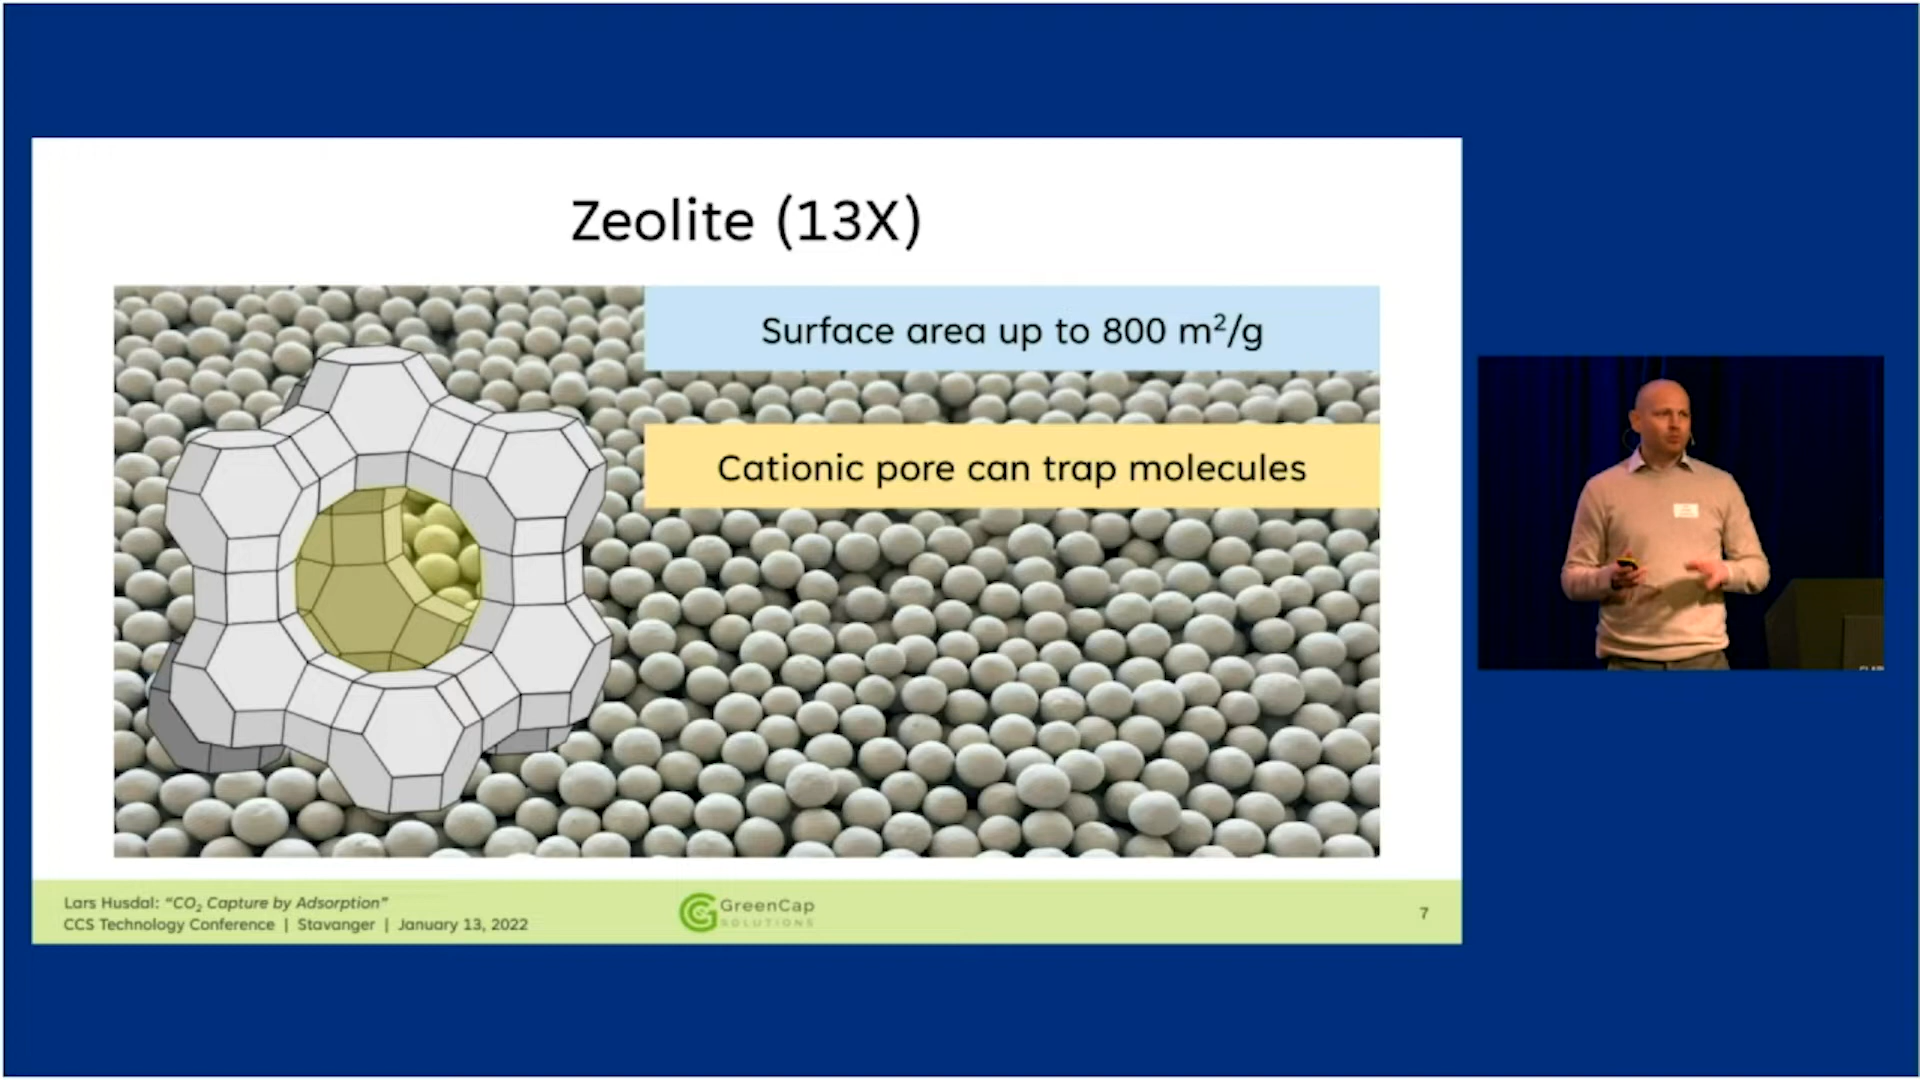 Zeolite (13X)
Surface area up to 800 m²/g
Cationic pore can trap molecules
Lars Husdal: “CO₂ Capture by Adsorption”
CCS Technology Conference | Stavanger | January 13, 2022
GreenCap
SOLUTIONS
7